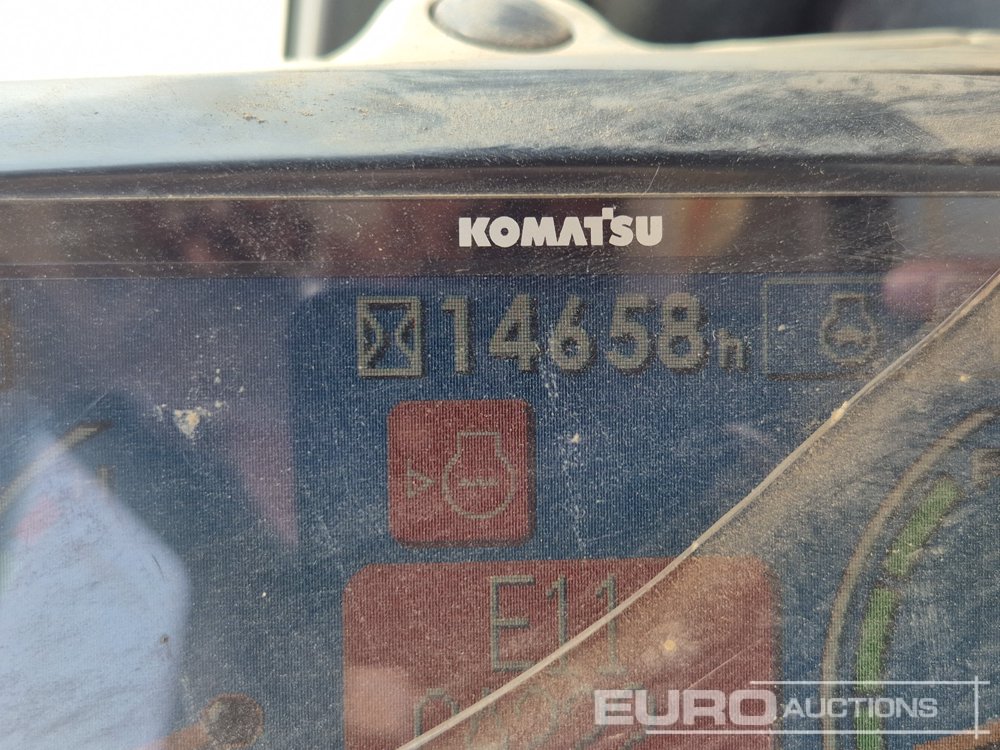 KOMATSU
14658h
E11
EURO AUCTIONS